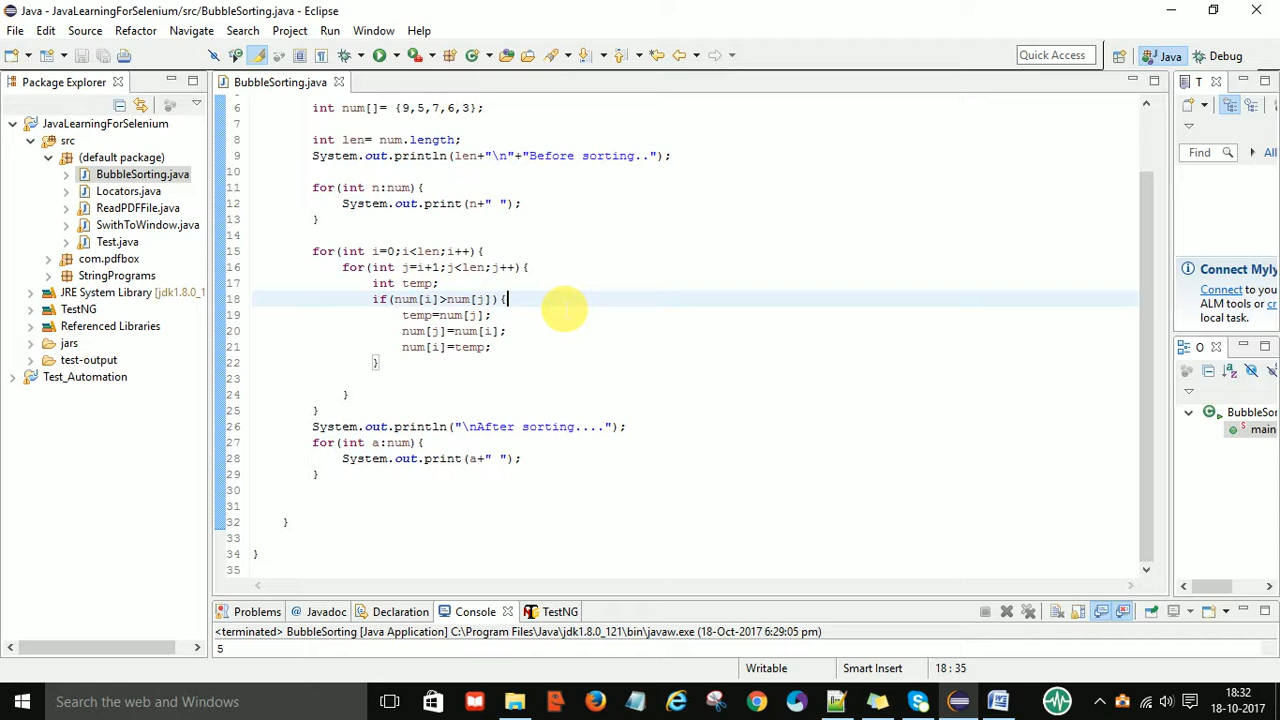 Java - JavaLearningForSelenium/src/BubbleSorting.java - Eclipse
File Edit Source Refactor Navigate Search Project Run Window Help
Quick Access
Java
Debug
Package Explorer
JavaLearningForSelenium
src
(default package)
BubbleSorting.java
Locators.java
ReadPDFFile.java
SwithToWindow.java
Test.java
com.pdfbox
StringPrograms
JRE System Library [jdk1.8.0_1
TestNG
Referenced Libraries
jars
test-output
Test_Automation
BubbleSorting.java
6 int num[]= {9,5,7,6,3};
7
8 int len= num.length;
9 System.out.println(len+"\n"+"Before sorting..");
10
11 for(int n:num){
12 System.out.print(n+" ");
13 }
14
15 for(int i=0;i<len;i++){
16 for(int j=i+1;j<len;j++){
17 int temp;
18 if(num[i]>num[j]){
19 temp=num[j];
20 num[j]=num[i];
21 num[i]=temp;
22 }
23
24 }
25 }
26 System.out.println("\nAfter sorting....");
27 for(int a:num){
28 System.out.print(a+" ");
29 }
30
31
32 }
33
34 }
35
T
Find
All
Connect Myly
Connect to
ALM tools or
local task.
O
BubbleSo
main
Problems
@ Javadoc
Declaration
Console
TestNG
<terminated> BubbleSorting [Java Application] C:\Program Files\Java\jdk1.8.0_121\bin\javaw.exe (18-Oct-2017 6:29:05 pm)
5
Writable
Smart Insert
18 : 35
Search the web and Windows
18:32
18-10-2017